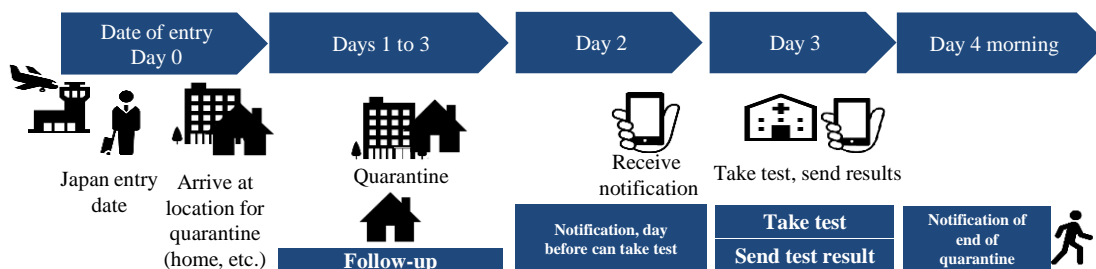 Date of entry
Day 0
Days 1 to 3
Day 2
Day 3
Day 4 morning
Japan entry
date
Arrive at
location for
quarantine
(home, etc.)
Quarantine
Follow-up
Receive
notification
Notification, day
before can take test
Take test, send results
Take test
Send test result
Notification of
end of
quarantine